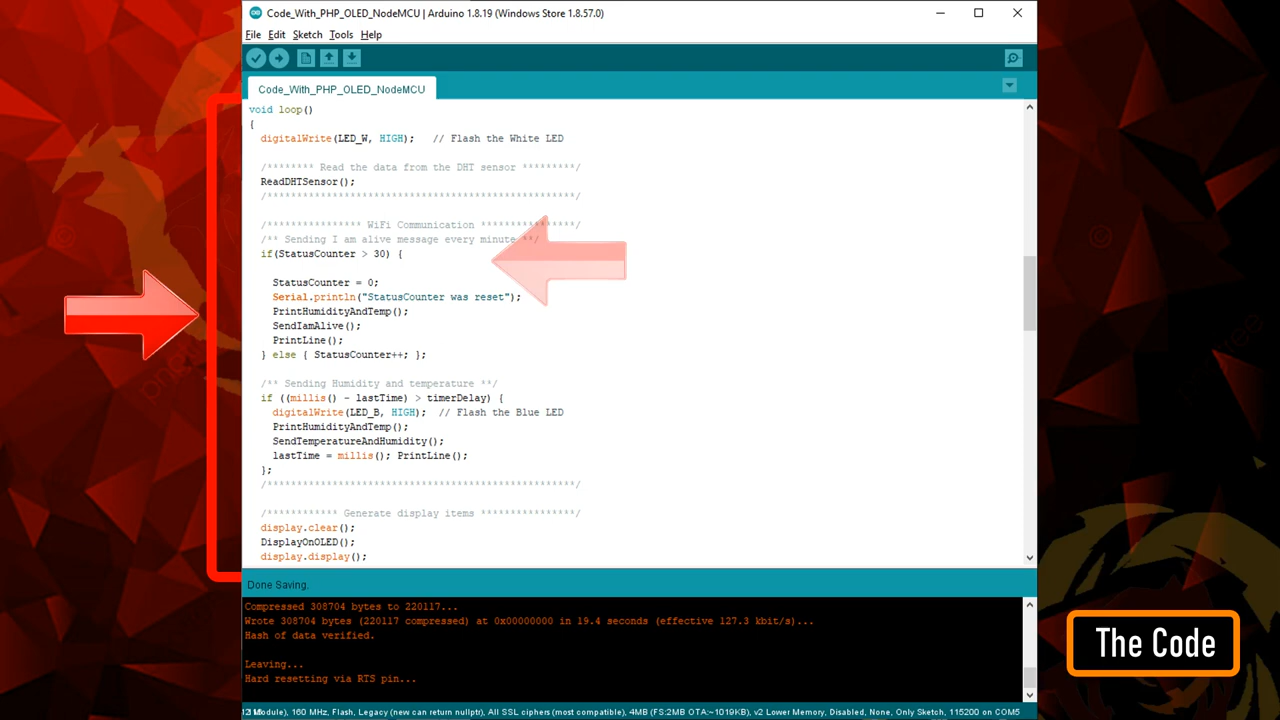 Code_With_PHP_OLED_NodeMCU | Arduino 1.8.19 (Windows Store 1.8.57.0)
File Edit Sketch Tools Help
Code_With_PHP_OLED_NodeMCU
void loop()
{
digitalWrite(LED_W, HIGH);   // Flash the White LED
/******** Read the data from the DHT sensor *********/
ReadDHTSensor();
/*****************************************************/
/*************** WiFi Communication *****************/
/** Sending I am alive message every minute **/
if(StatusCounter > 30) {
StatusCounter = 0;
Serial.println("StatusCounter was reset");
PrintHumidityAndTemp();
SendIamAlive();
PrintLine();
} else { StatusCounter++; };
/** Sending Humidity and temperature **/
if ((millis() - lastTime) > timerDelay) {
digitalWrite(LED_B, HIGH);  // Flash the Blue LED
PrintHumidityAndTemp();
SendTemperatureAndHumidity();
lastTime = millis(); PrintLine();
};
/*****************************************************/
/************ Generate display items ****************/
display.clear();
DisplayOnOLED();
display.display();
Done Saving.
Compressed 308704 bytes to 220117...
Wrote 308704 bytes (220117 compressed) at 0x00000000 in 19.4 seconds (effective 127.3 kbit/s)...
Hash of data verified.
Leaving...
Hard resetting via RTS pin...
The Code
Module), 160 MHz, Flash, Legacy (new can return nullptr), All SSL ciphers (most compatible), 4MB (FS:2MB OTA:~1019KB), v2 Lower Memory, Disabled, None, Only Sketch, 115200 on COM5